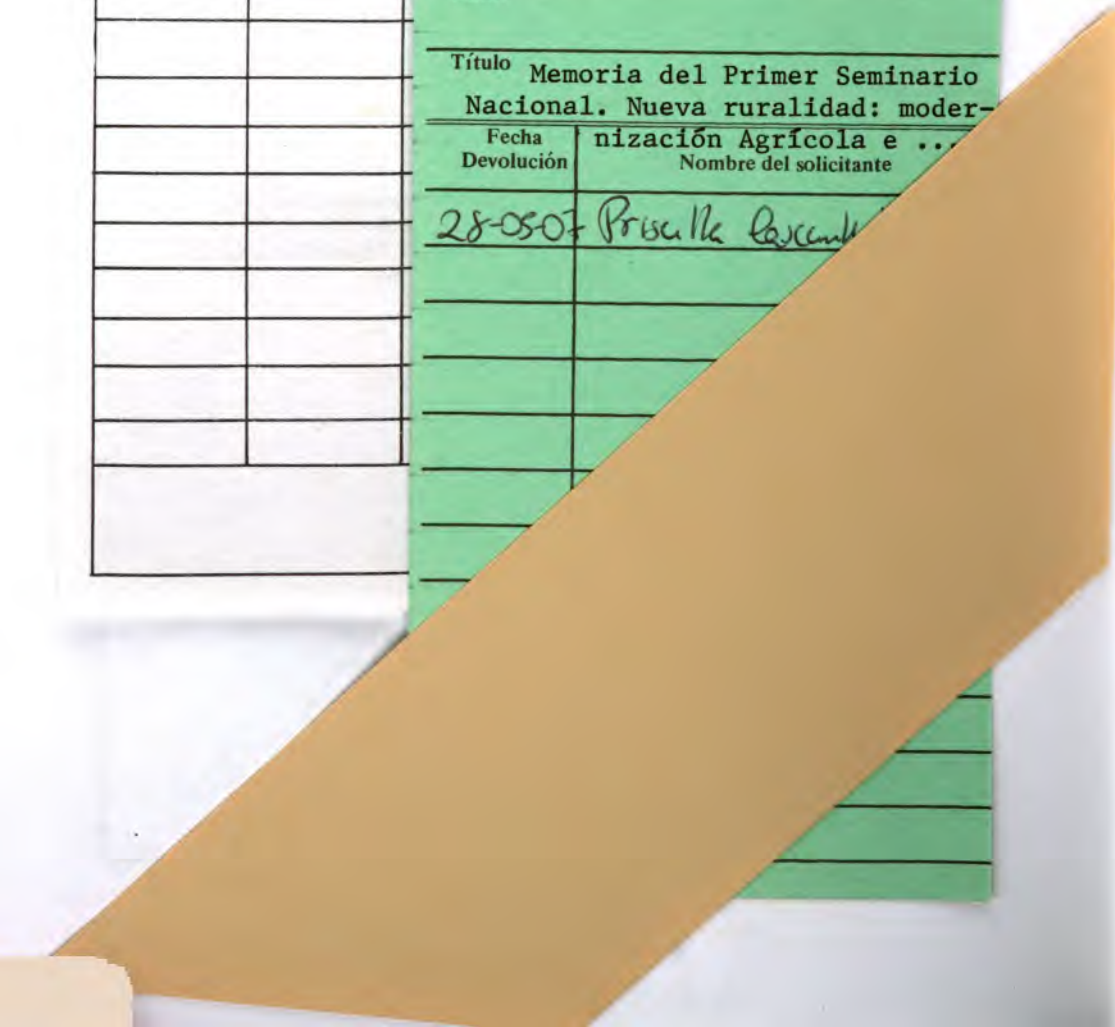 Título Memoria del Primer Seminario
Nacional. Nueva ruralidad: moder-
nización Agrícola e ...
Fecha Devolución
Nombre del solicitante
28-05-07 Priscilla